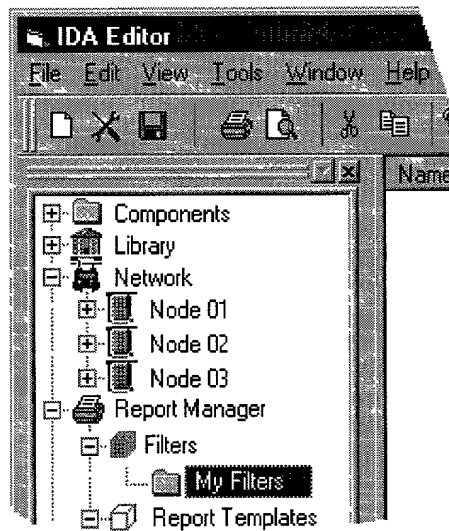 IDA Editor
File Edit View Tools Window Help
Name
Components
Library
Network
Node 01
Node 02
Node 03
Report Manager
Filters
My Filters
Report Templates